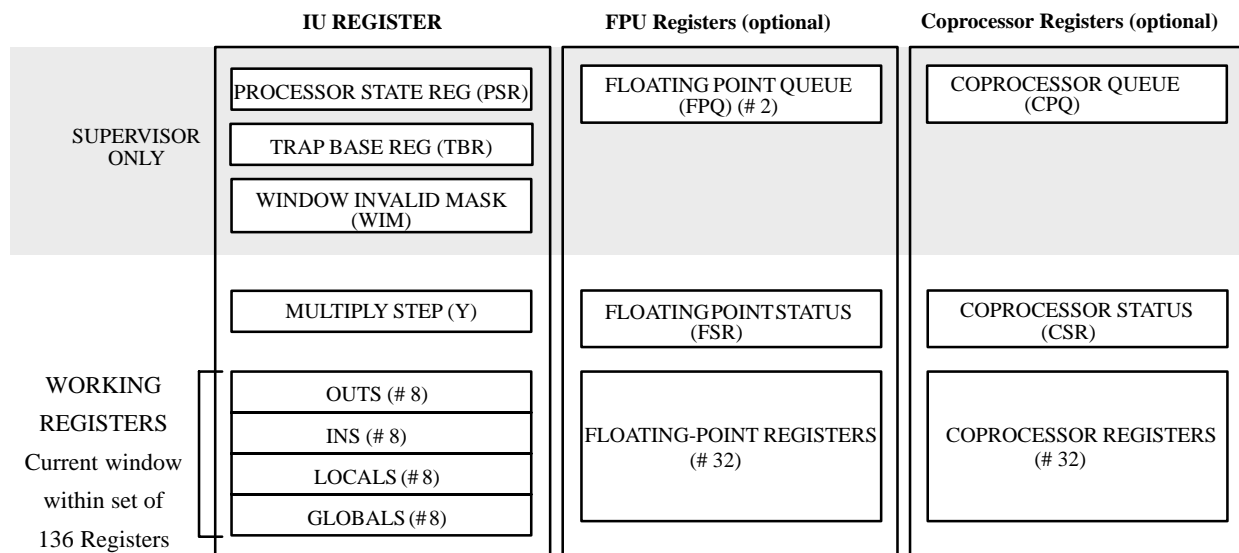 IU REGISTER
FPU Registers (optional)
Coprocessor Registers (optional)
SUPERVISOR
ONLY
PROCESSOR STATE REG (PSR)
TRAP BASE REG (TBR)
WINDOW INVALID MASK
(WIM)
FLOATING POINT QUEUE
(FPQ) (# 2)
COPROCESSOR QUEUE
(CPQ)
MULTIPLY STEP (Y)
FLOATING POINT STATUS
(FSR)
COPROCESSOR STATUS
(CSR)
WORKING
REGISTERS
Current window
within set of
136 Registers
OUTS (# 8)
INS (# 8)
LOCALS (# 8)
GLOBALS (# 8)
FLOATING-POINT REGISTERS
(# 32)
COPROCESSOR REGISTERS
(# 32)